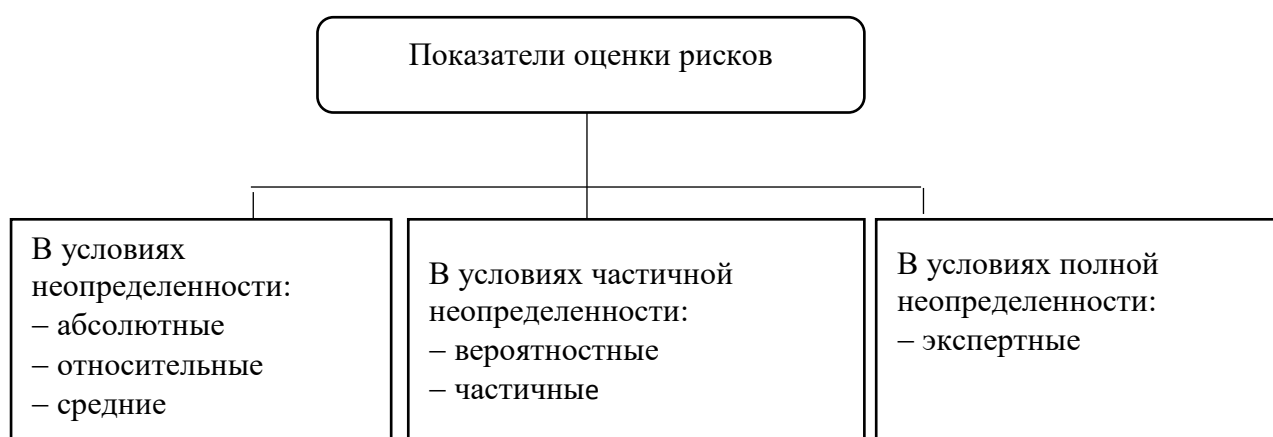 Показатели оценки рисков
В условиях
неопределенности:
– абсолютные
– относительные
– средние
В условиях частичной
неопределенности:
– вероятностные
– частичные
В условиях полной
неопределенности:
– экспертные